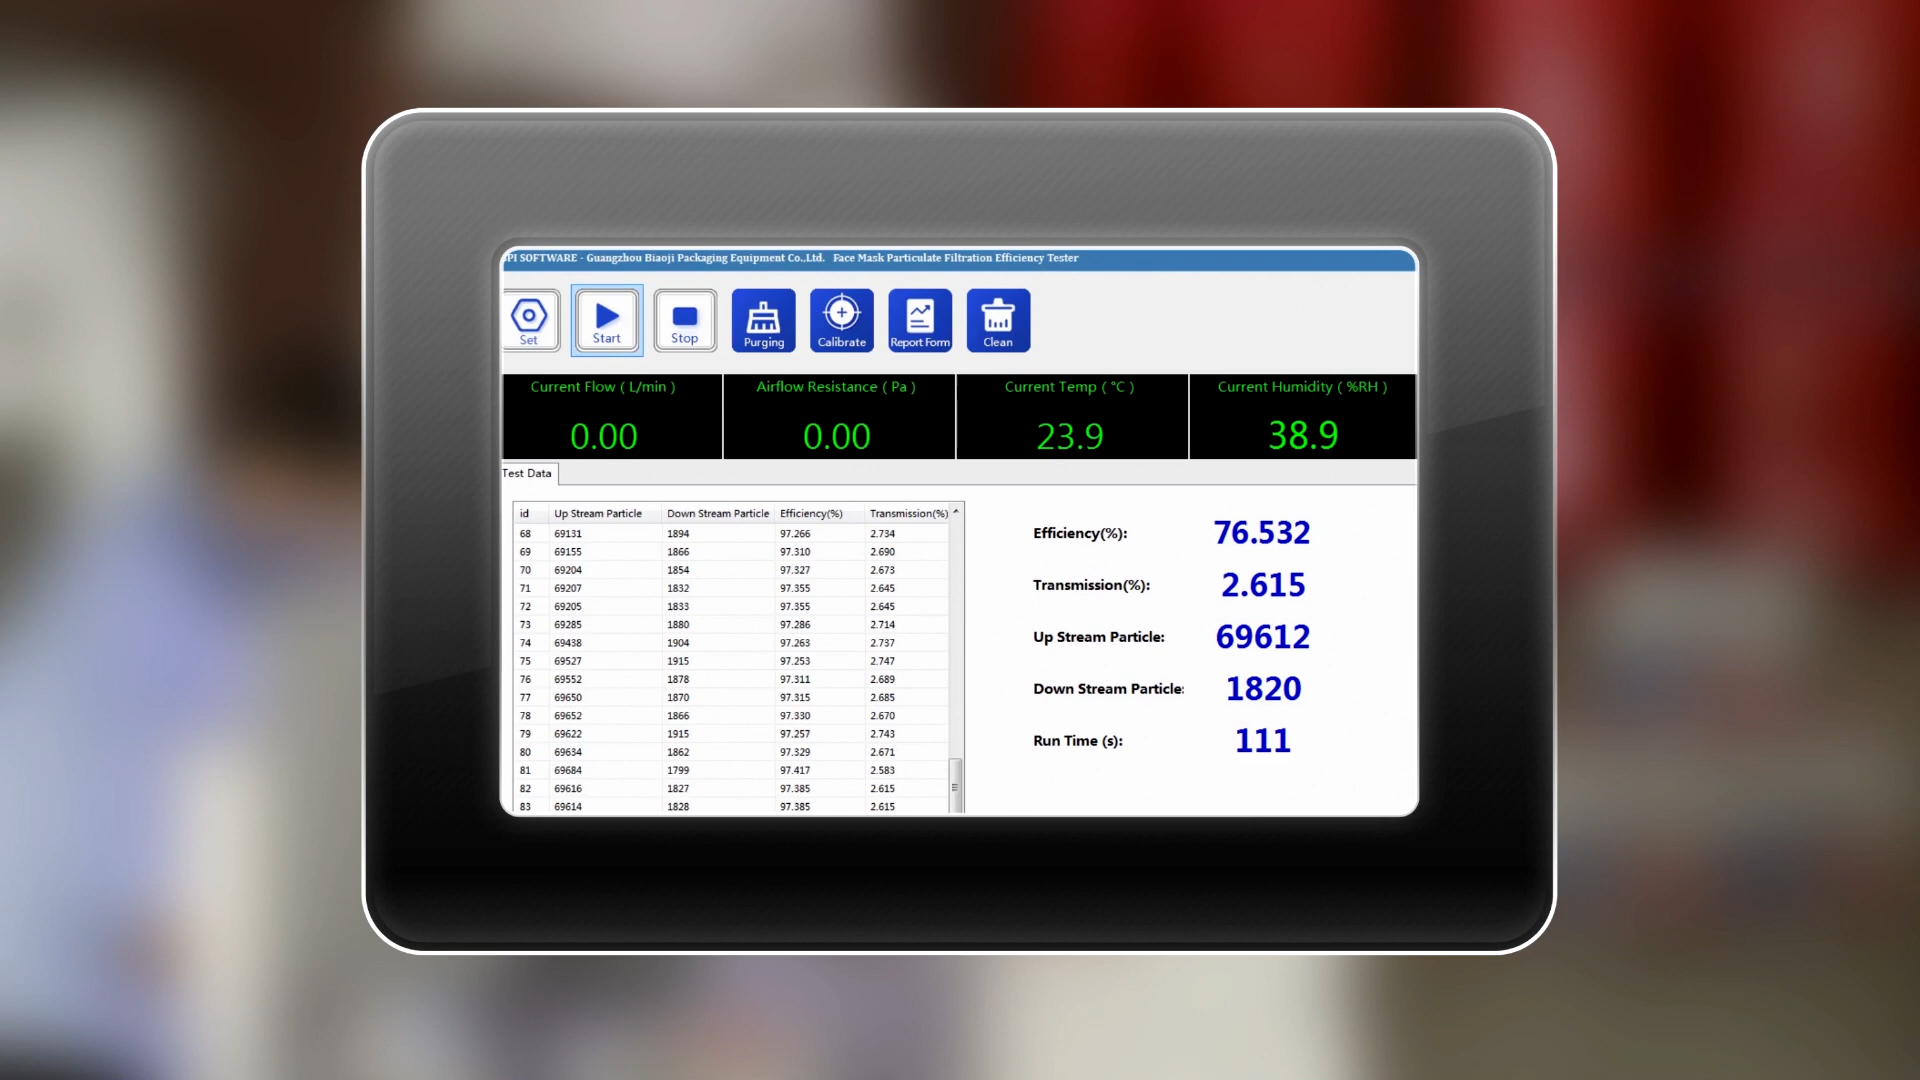 SOFTWARE - Guangzhou Biaoji Packaging Equipment Co.,Ltd. Face Mask Particulate Filtration Efficiency Tester
Set Start Stop Purging Calibrate Report Form Clean
Current Flow ( L/min ) Airflow Resistance ( Pa ) Current Temp ( °C ) Current Humidity ( %RH )
0.00 0.00 23.9 38.9
Test Data
id Up Stream Particle Down Stream Particle Efficiency(%) Transmission(%)
68 69131 1894 97.266 2.734
69 69155 1866 97.310 2.690
70 69204 1854 97.327 2.673
71 69207 1832 97.355 2.645
72 69205 1833 97.355 2.645
73 69285 1880 97.286 2.714
74 69438 1904 97.263 2.737
75 69527 1915 97.253 2.747
76 69552 1878 97.311 2.689
77 69650 1870 97.315 2.685
78 69652 1866 97.330 2.670
79 69622 1915 97.257 2.743
80 69634 1862 97.329 2.671
81 69684 1799 97.417 2.583
82 69616 1827 97.385 2.615
83 69614 1828 97.385 2.615
Efficiency(%): 76.532
Transmission(%): 2.615
Up Stream Particle: 69612
Down Stream Particle: 1820
Run Time (s): 111